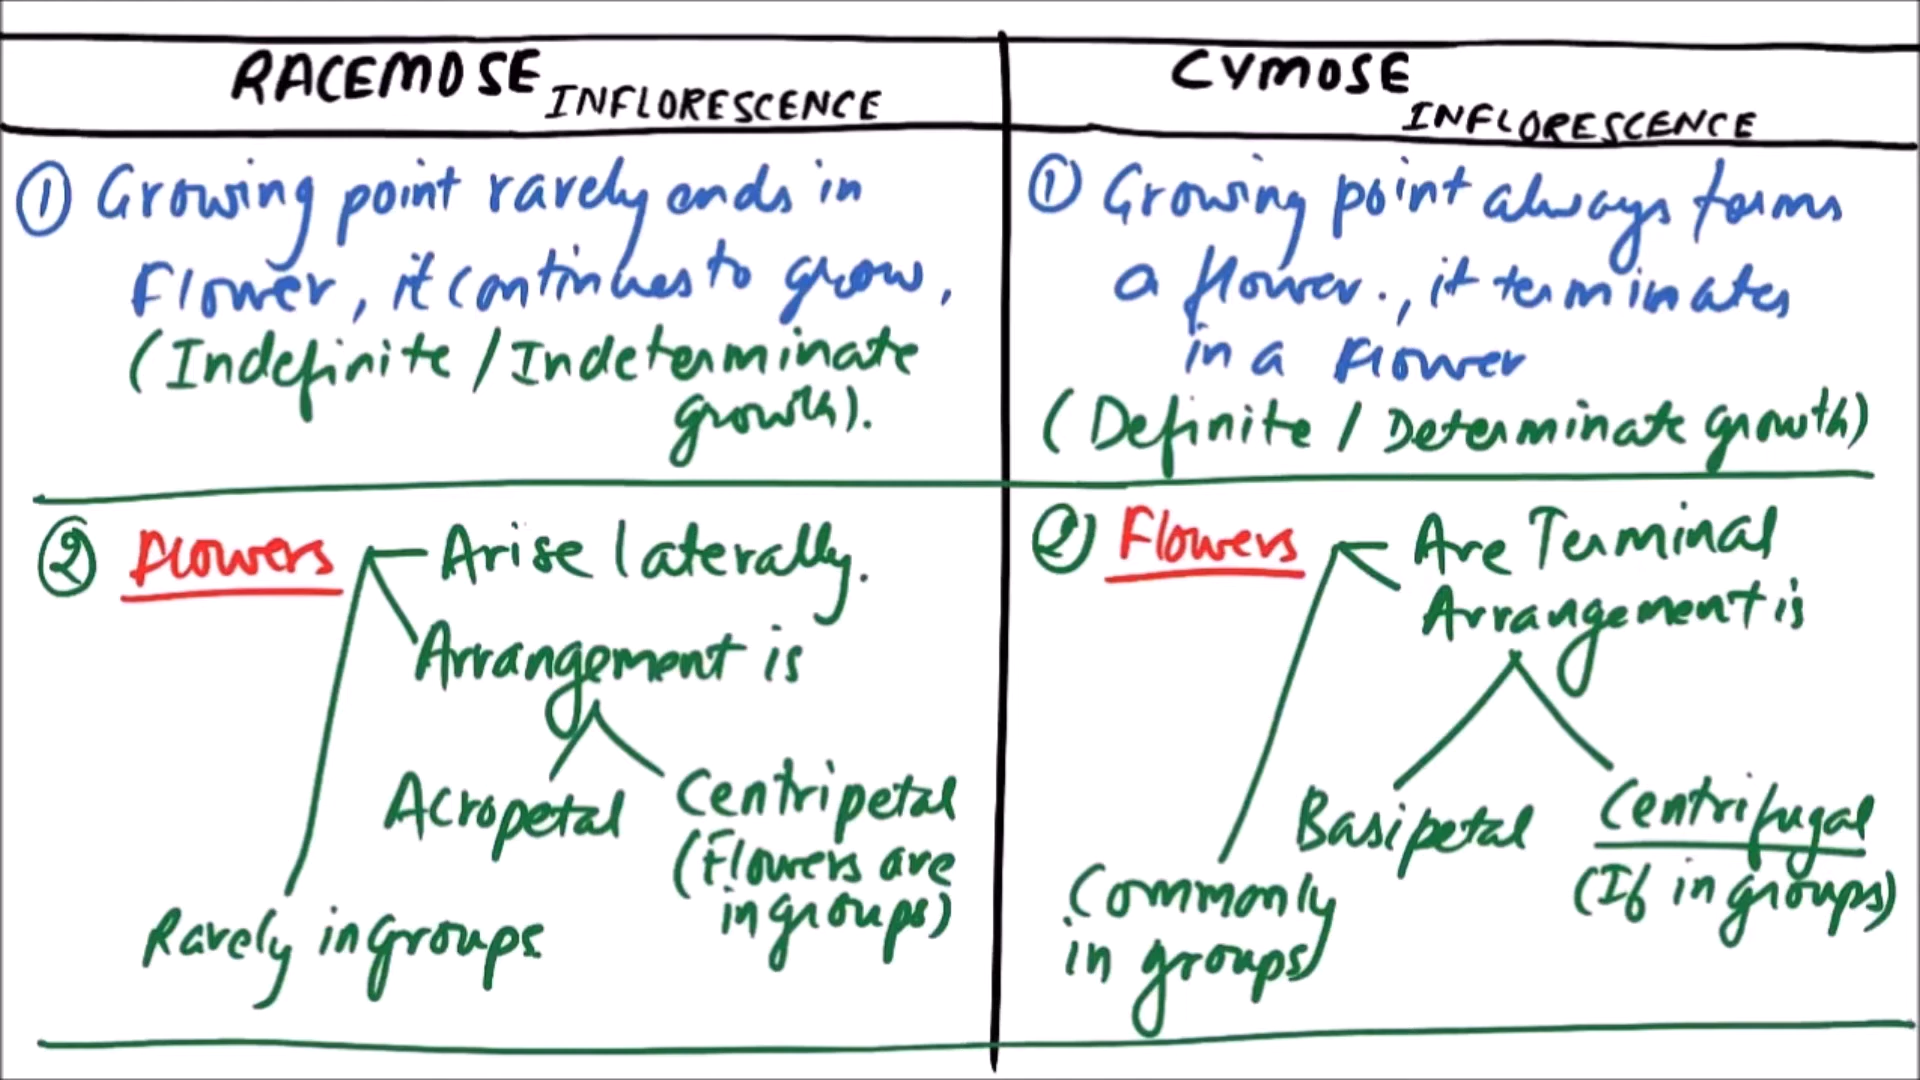 RACEMOSE INFLORESCENCE
① Growing point rarely ends in
Flower, it continues to grow,
(Indefinite / Indeterminate
growth).
② Flowers
Arise laterally.
Arrangement is
Acropetal
Centripetal
(Flowers are
in groups)
Rarely in groups
CYMOSE INFLORESCENCE
① Growing point always forms
a flower., it terminates
in a Flower
(Definite / Determinate growth)
② Flowers
Are Terminal
Arrangement is
Basipetal
Centrifugal
(If in groups)
Commonly
in groups